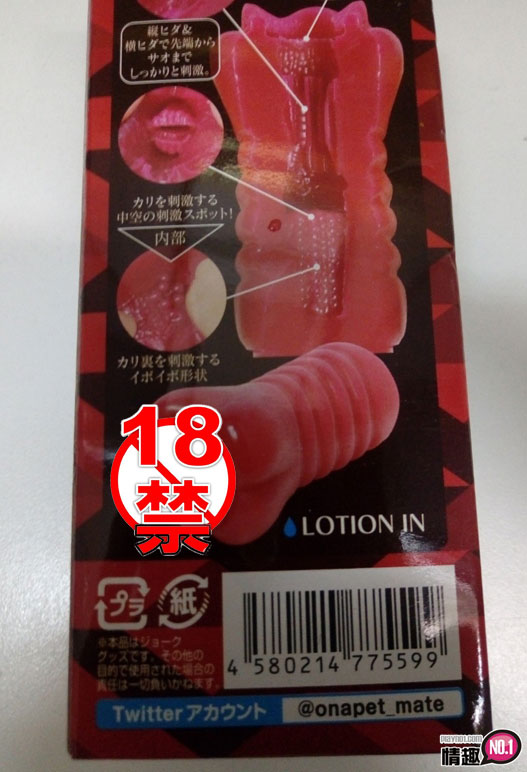 縦ヒダ&
横ヒダで先端から
サオまで
しっかりと刺激。
カリを刺激する
中空の刺激スポット!
内部
カリ裏を刺激する
イボイボ形状
18
禁
LOTION IN
プラ
紙
※本品はジョーク
グッズです。その他の
目的で使用された場合の
責任は一切負いかねます。
4 580214 775599
Twitterアカウント
@onapet_mate
PLAYNO1.COM
情趣 NO.1